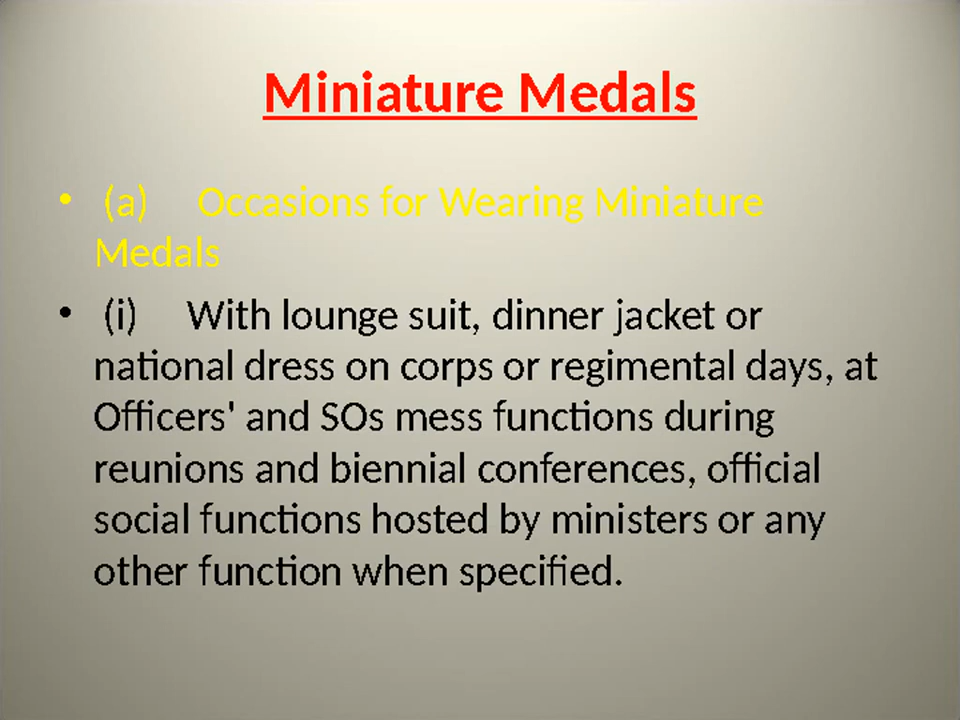 Miniature Medals
• (a) Occasions for Wearing Miniature
Medals
• (i) With lounge suit, dinner jacket or
national dress on corps or regimental days, at
Officers' and SOs mess functions during
reunions and biennial conferences, official
social functions hosted by ministers or any
other function when specified.